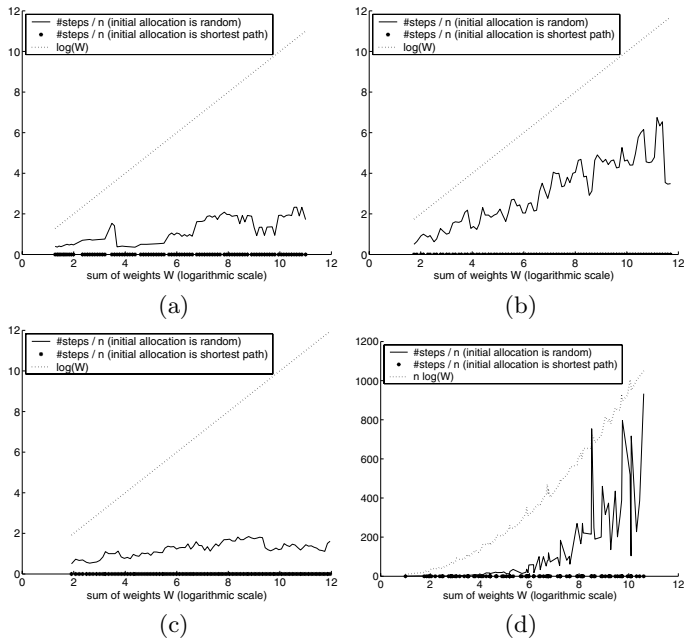 12
10
8
6
4
2
0
0 2 4 6 8 10 12
#steps / n (initial allocation is random)
#steps / n (initial allocation is shortest path)
log(W)
sum of weights W (logarithmic scale)
(a)
12
10
8
6
4
2
0
0 2 4 6 8 10 12
#steps / n (initial allocation is random)
#steps / n (initial allocation is shortest path)
log(W)
sum of weights W (logarithmic scale)
(b)
12
10
8
6
4
2
0
0 2 4 6 8 10 12
#steps / n (initial allocation is random)
#steps / n (initial allocation is shortest path)
log(W)
sum of weights W (logarithmic scale)
(c)
1200
1000
800
600
400
200
0
0 2 4 6 8 10 12
#steps / n (initial allocation is random)
#steps / n (initial allocation is shortest path)
n log(W)
sum of weights W (logarithmic scale)
(d)